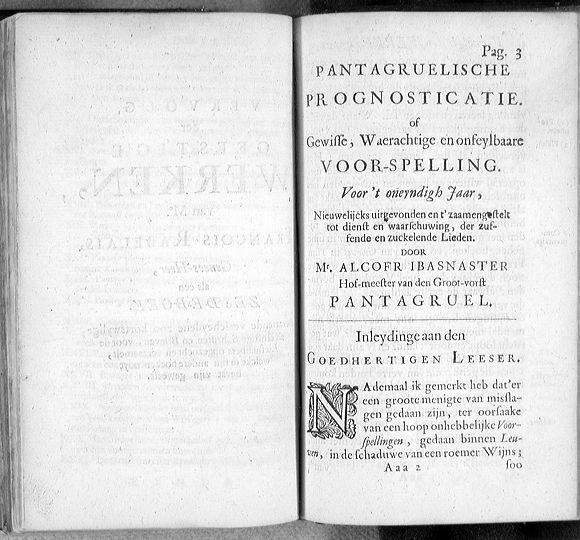 Pag. 3
PANTAGRUELISCHE
PROGNOSTICATIE.
of
Gewiſſe, Waerachtige en onfeylbaare
VOOR-SPELLING.
Voor 't oneyndigh Jaar,
Nieuwelijcks uitgevonden en t'zaamengeſtelt
tot dienſt en waarſchuwing, der zuſ-
ſende en zuckelende Lieden.
DOOR
Mr. ALCOFR IBASNASTER
Hof-meeſter van den Groot-vorſt
PANTAGRUEL.
Inleydinge aan den
GOEDHERTIGEN LEESER.
NAdemaal ik gemerkt heb dat'er
een groote menigte van miſſla-
gen gedaan zijn, ter oorſaake
van een hoop onhebbelijke Voor-
ſpellingen, gedaan binnen Leu-
ven, in de ſchaduwe van een roemer Wijns;
Aaa 2 ſoo